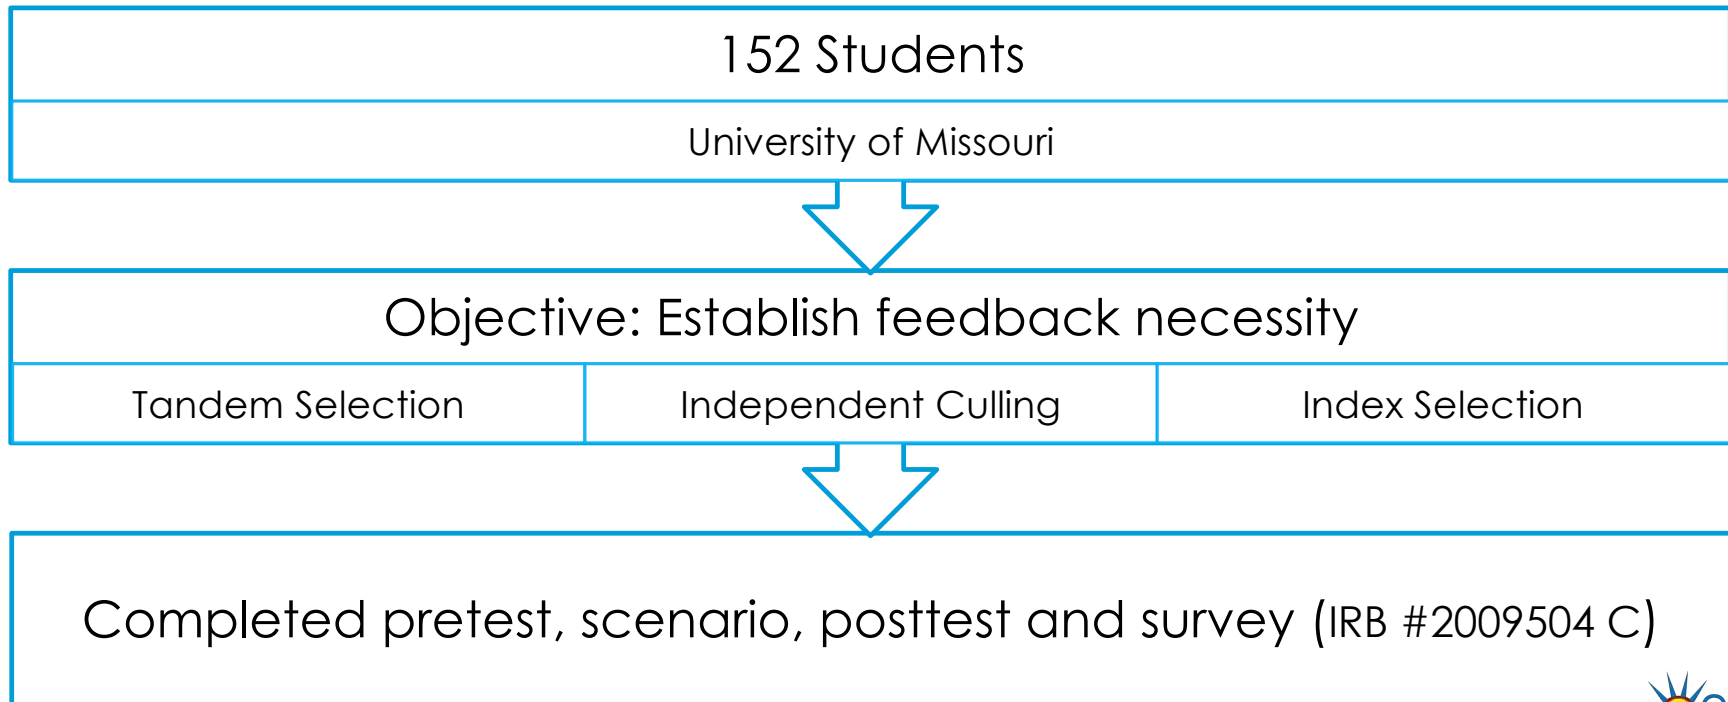 152 Students
University of Missouri
Objective: Establish feedback necessity
Tandem Selection
Independent Culling
Index Selection
Completed pretest, scenario, posttest and survey (IRB #2009504 C)